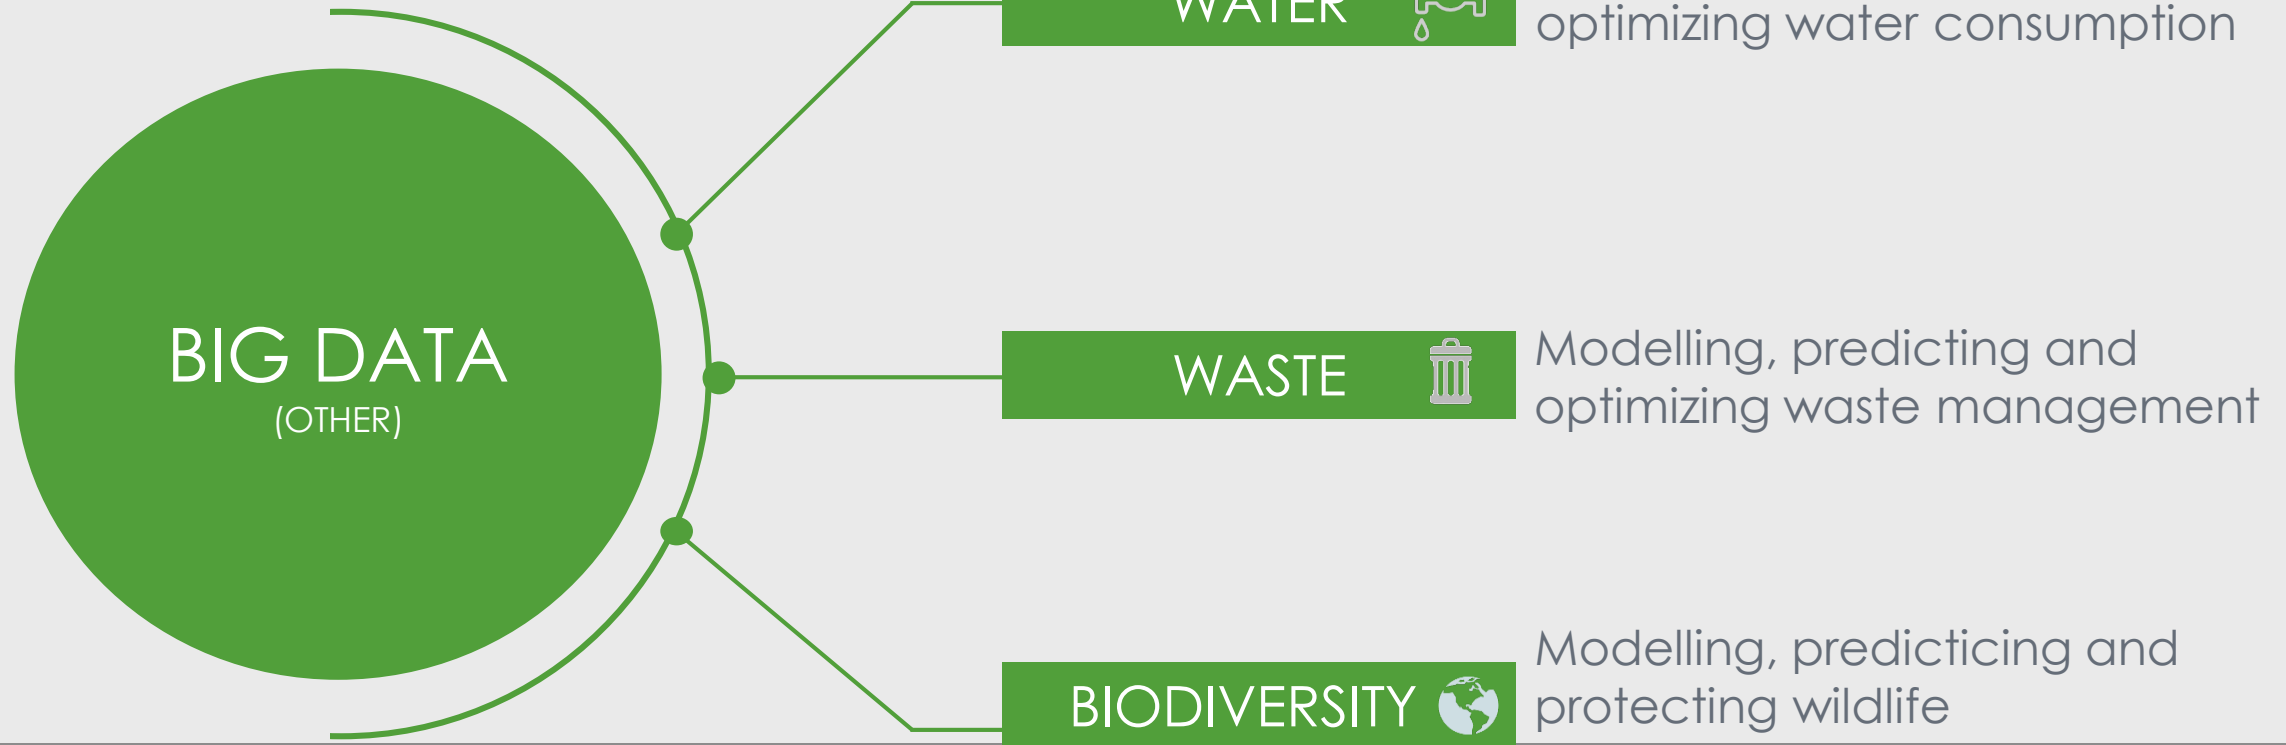 WATER
optimizing water consumption
BIG DATA
(OTHER)
WASTE
Modelling, predicting and
optimizing waste management
BIODIVERSITY
Modelling, predicticing and
protecting wildlife